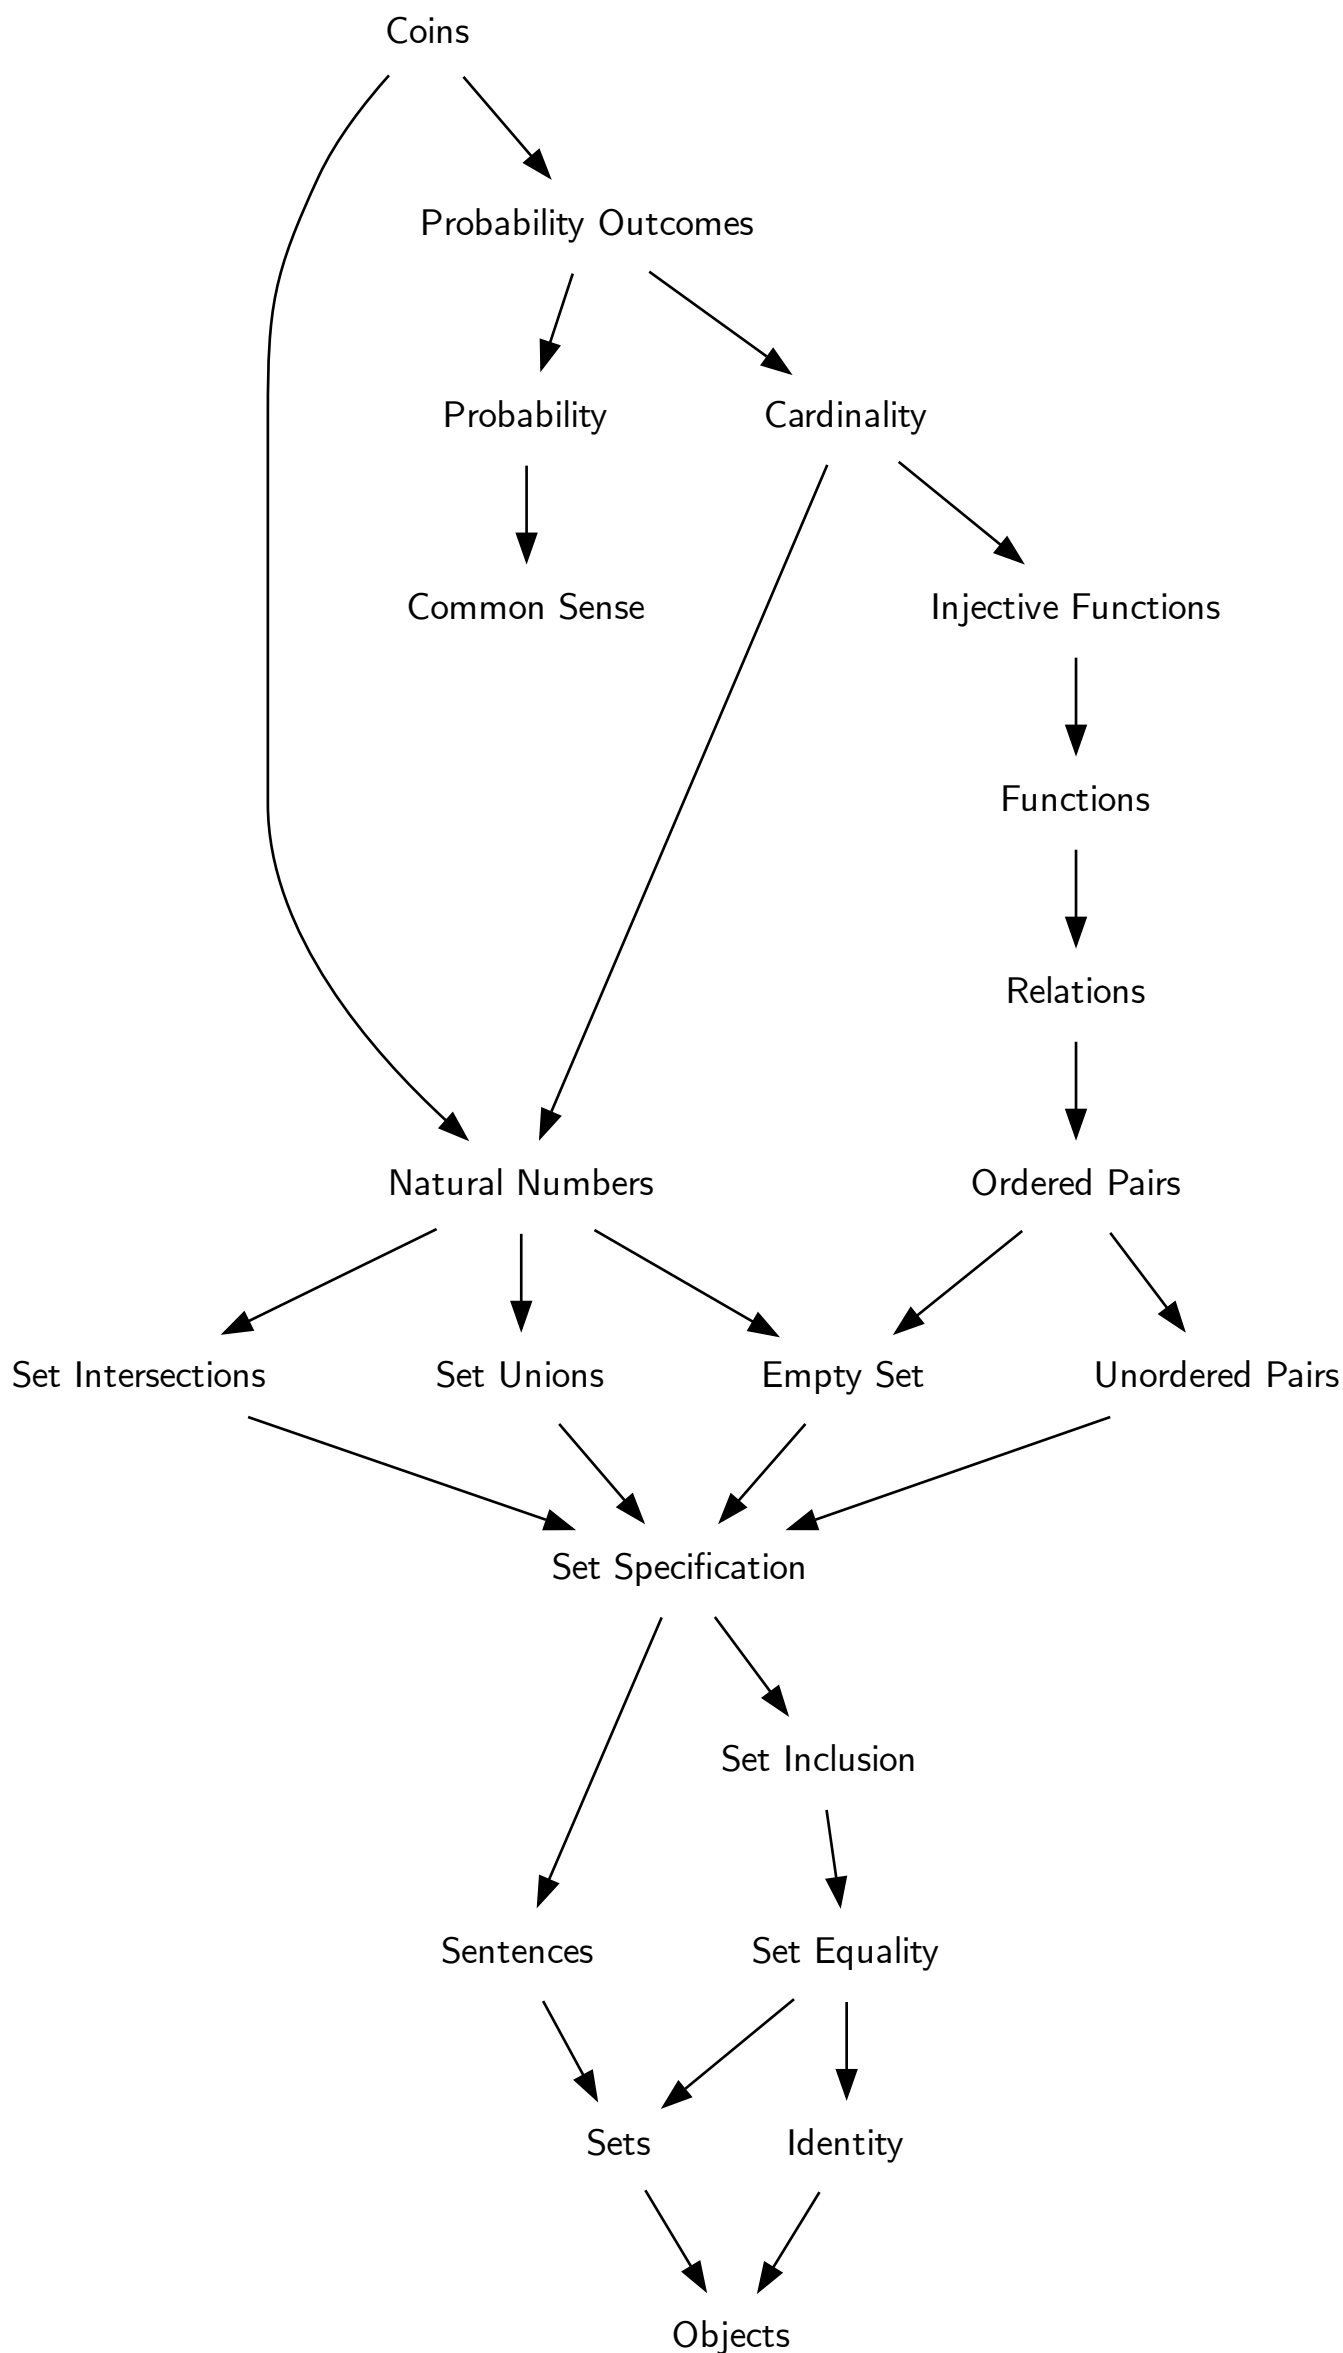 Coins
Probability Outcomes
Probability
Cardinality
Common Sense
Injective Functions
Functions
Relations
Natural Numbers
Ordered Pairs
Set Intersections
Set Unions
Empty Set
Unordered Pairs
Set Specification
Set Inclusion
Sentences
Set Equality
Sets
Identity
Objects